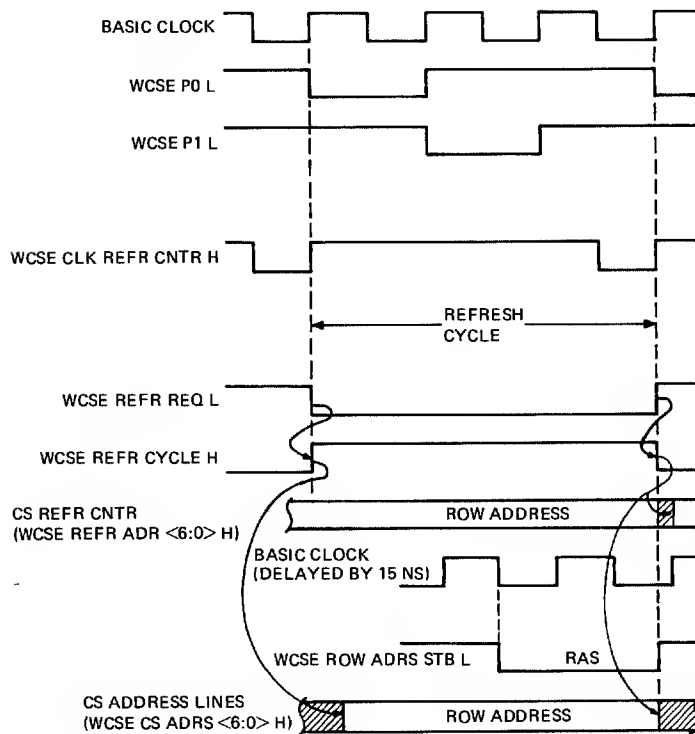 BASIC CLOCK
WCSE P0 L
WCSE P1 L
WCSE CLK REFR CNTR H
REFRESH
CYCLE
WCSE REFR REQ L
WCSE REFR CYCLE H
CS REFR CNTR
(WCSE REFR ADR <6:0> H)
ROW ADDRESS
BASIC CLOCK
(DELAYED BY 15 NS)
WCSE ROW ADRS STB L
RAS
CS ADDRESS LINES
(WCSE CS ADRS <6:0> H)
ROW ADDRESS